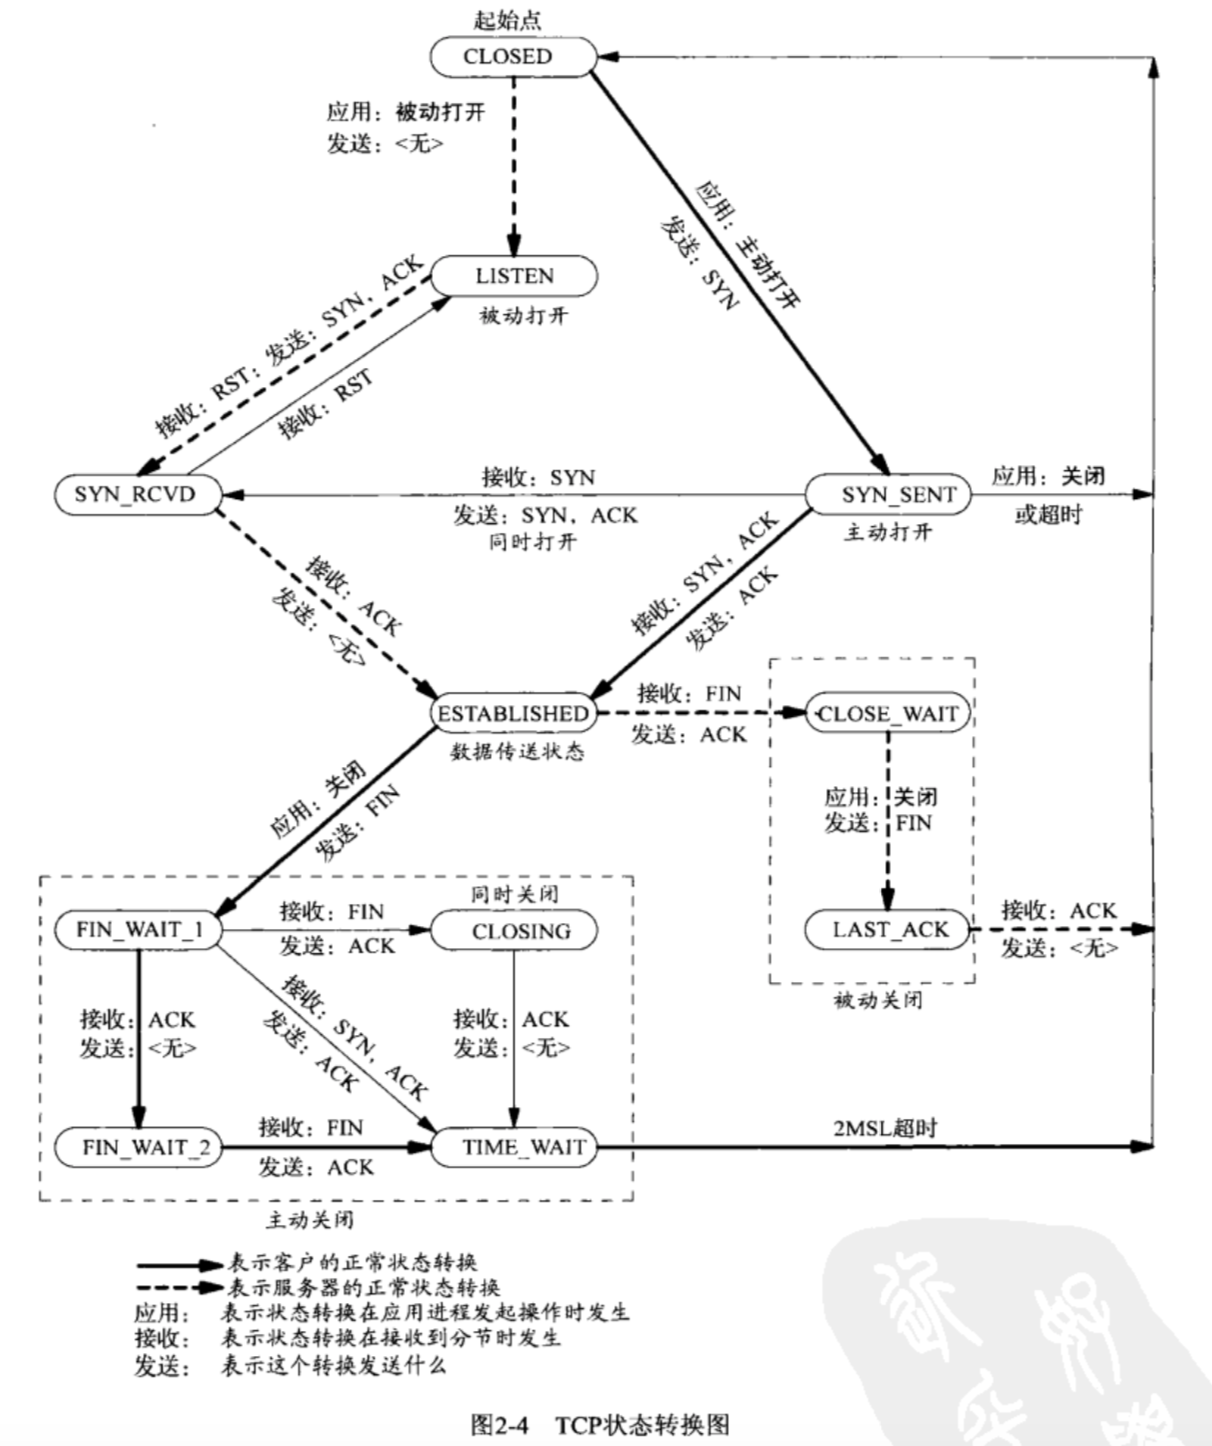 起始点
CLOSED
应用：被动打开
发送：<无>
应用：主动打开
发送：SYN
LISTEN
被动打开
接收：RST；发送：SYN，ACK
接收：RST
SYN_RCVD
接收：SYN
发送：SYN，ACK
同时打开
SYN_SENT
主动打开
应用：关闭
或超时
接收：ACK
发送：<无>
接收：SYN，ACK
发送：ACK
ESTABLISHED
数据传送状态
接收：FIN
发送：ACK
CLOSE_WAIT
应用：关闭
发送：FIN
应用：关闭
发送：FIN
同时关闭
FIN_WAIT_1
接收：FIN
发送：ACK
CLOSING
LAST_ACK
接收：ACK
发送：<无>
被动关闭
接收：ACK
发送：<无>
接收：SYN，ACK
发送：ACK
接收：ACK
发送：<无>
FIN_WAIT_2
接收：FIN
发送：ACK
TIME_WAIT
2MSL超时
主动关闭
表示客户的正常状态转换
表示服务器的正常状态转换
应用： 表示状态转换在应用进程发起操作时发生
接收： 表示状态转换在接收到分节时发生
发送： 表示这个转换发送什么
图2-4 TCP状态转换图